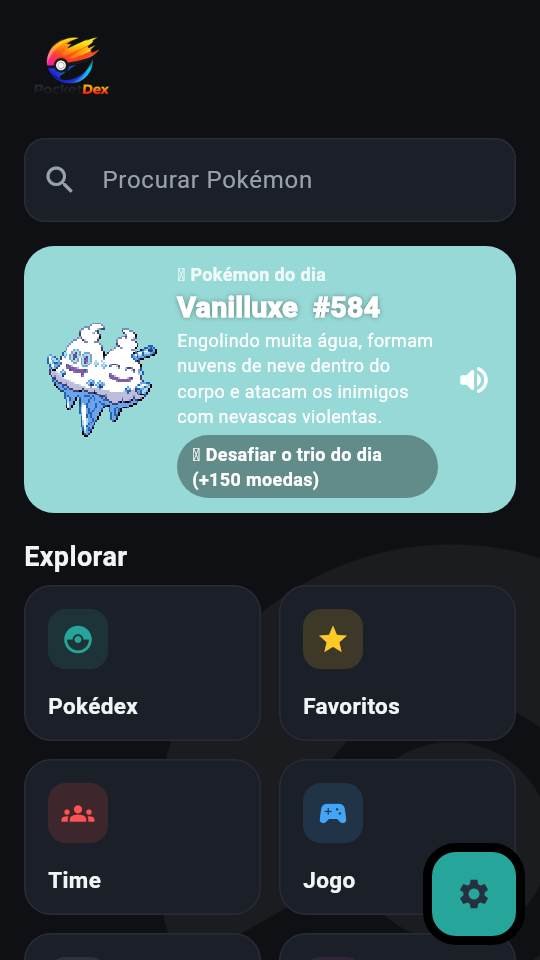 PocketDex
Procurar Pokémon
Pokémon do dia
Vanilluxe #584
Engolindo muita água, formam
nuvens de neve dentro do
corpo e atacam os inimigos
com nevascas violentas.
Desafiar o trio do dia
(+150 moedas)
Explorar
Pokédex
Favoritos
Time
Jogo